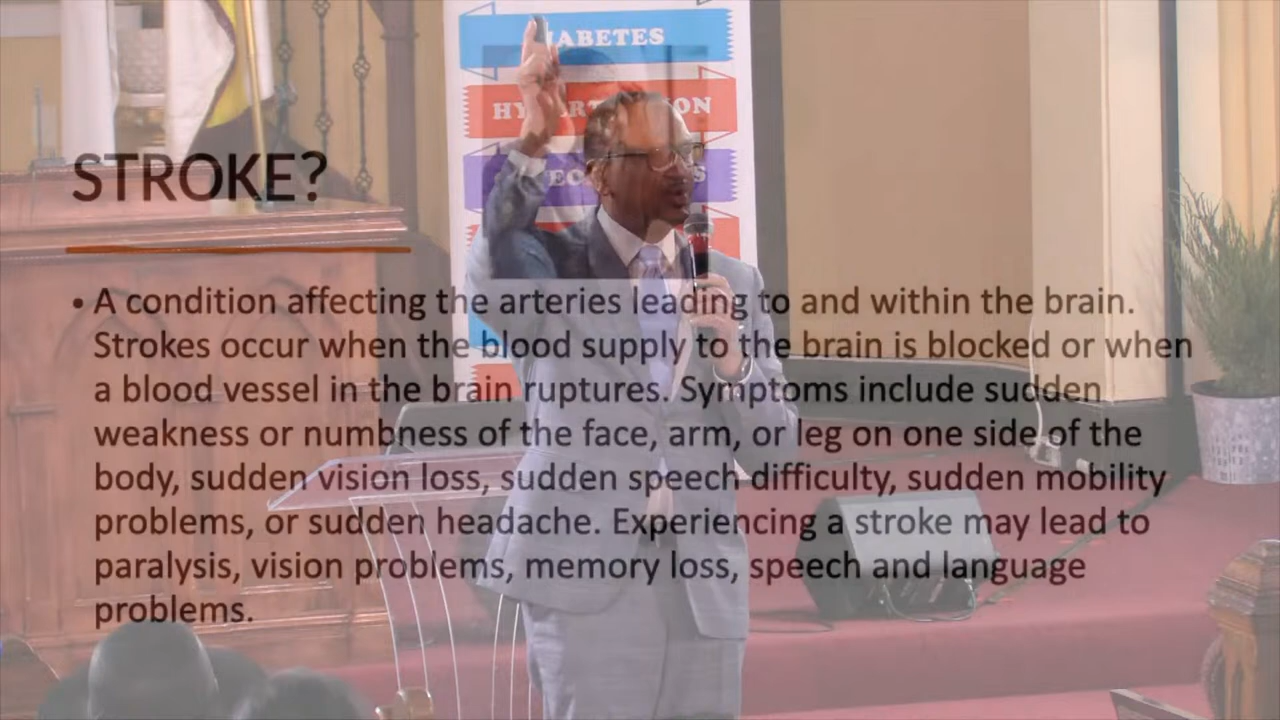 STROKE?
• A condition affecting the arteries leading to and within the brain.
Strokes occur when the blood supply to the brain is blocked or when
a blood vessel in the brain ruptures. Symptoms include sudden
weakness or numbness of the face, arm, or leg on one side of the
body, sudden vision loss, sudden speech difficulty, sudden mobility
problems, or sudden headache. Experiencing a stroke may lead to
paralysis, vision problems, memory loss, speech and language
problems.